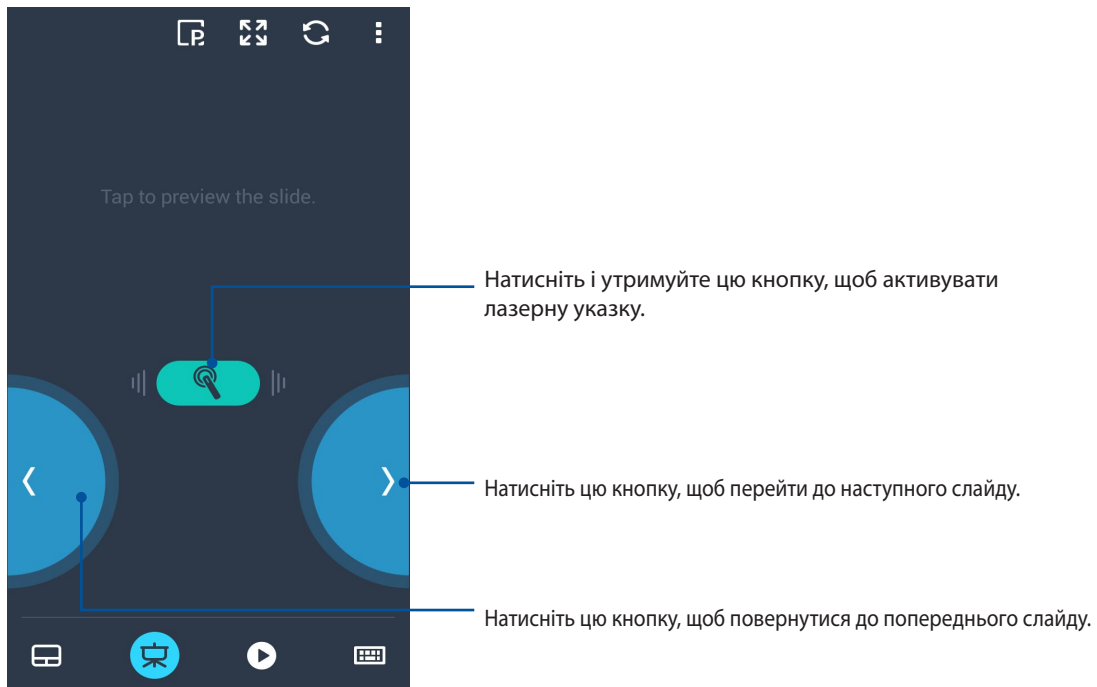 Tap to preview the slide.
Натисніть і утримуйте цю кнопку, щоб активувати
лазерну указку.
Натисніть цю кнопку, щоб перейти до наступного слайду.
Натисніть цю кнопку, щоб повернутися до попереднього слайду.